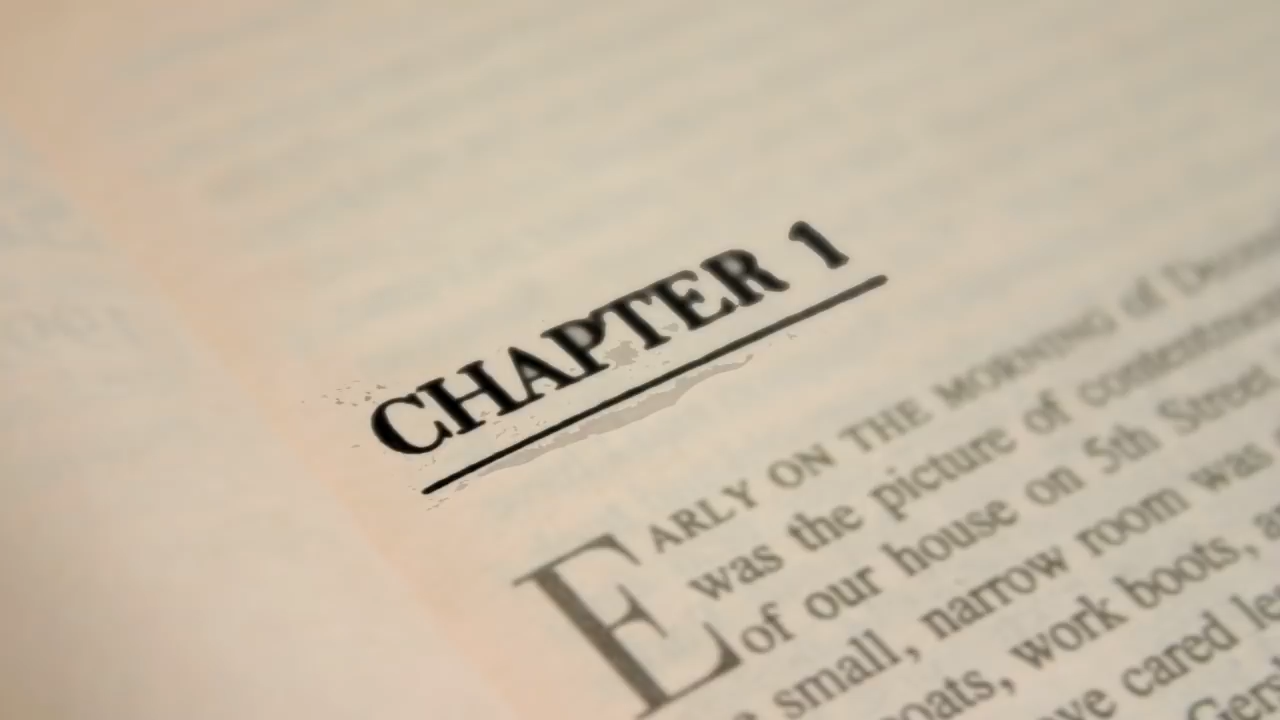 CHAPTER 1
EARLY ON THE MORNING of
was the picture of contentment
of our house on 5th Street
small, narrow room was
work boots,
cared